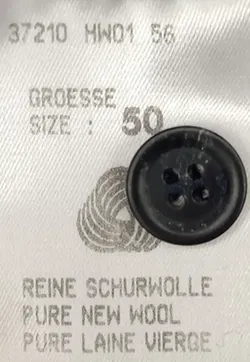 37210 HW01 56
GROESSE
SIZE : 50
REINE SCHURWOLLE
PURE NEW WOOL
PURE LAINE VIERGE